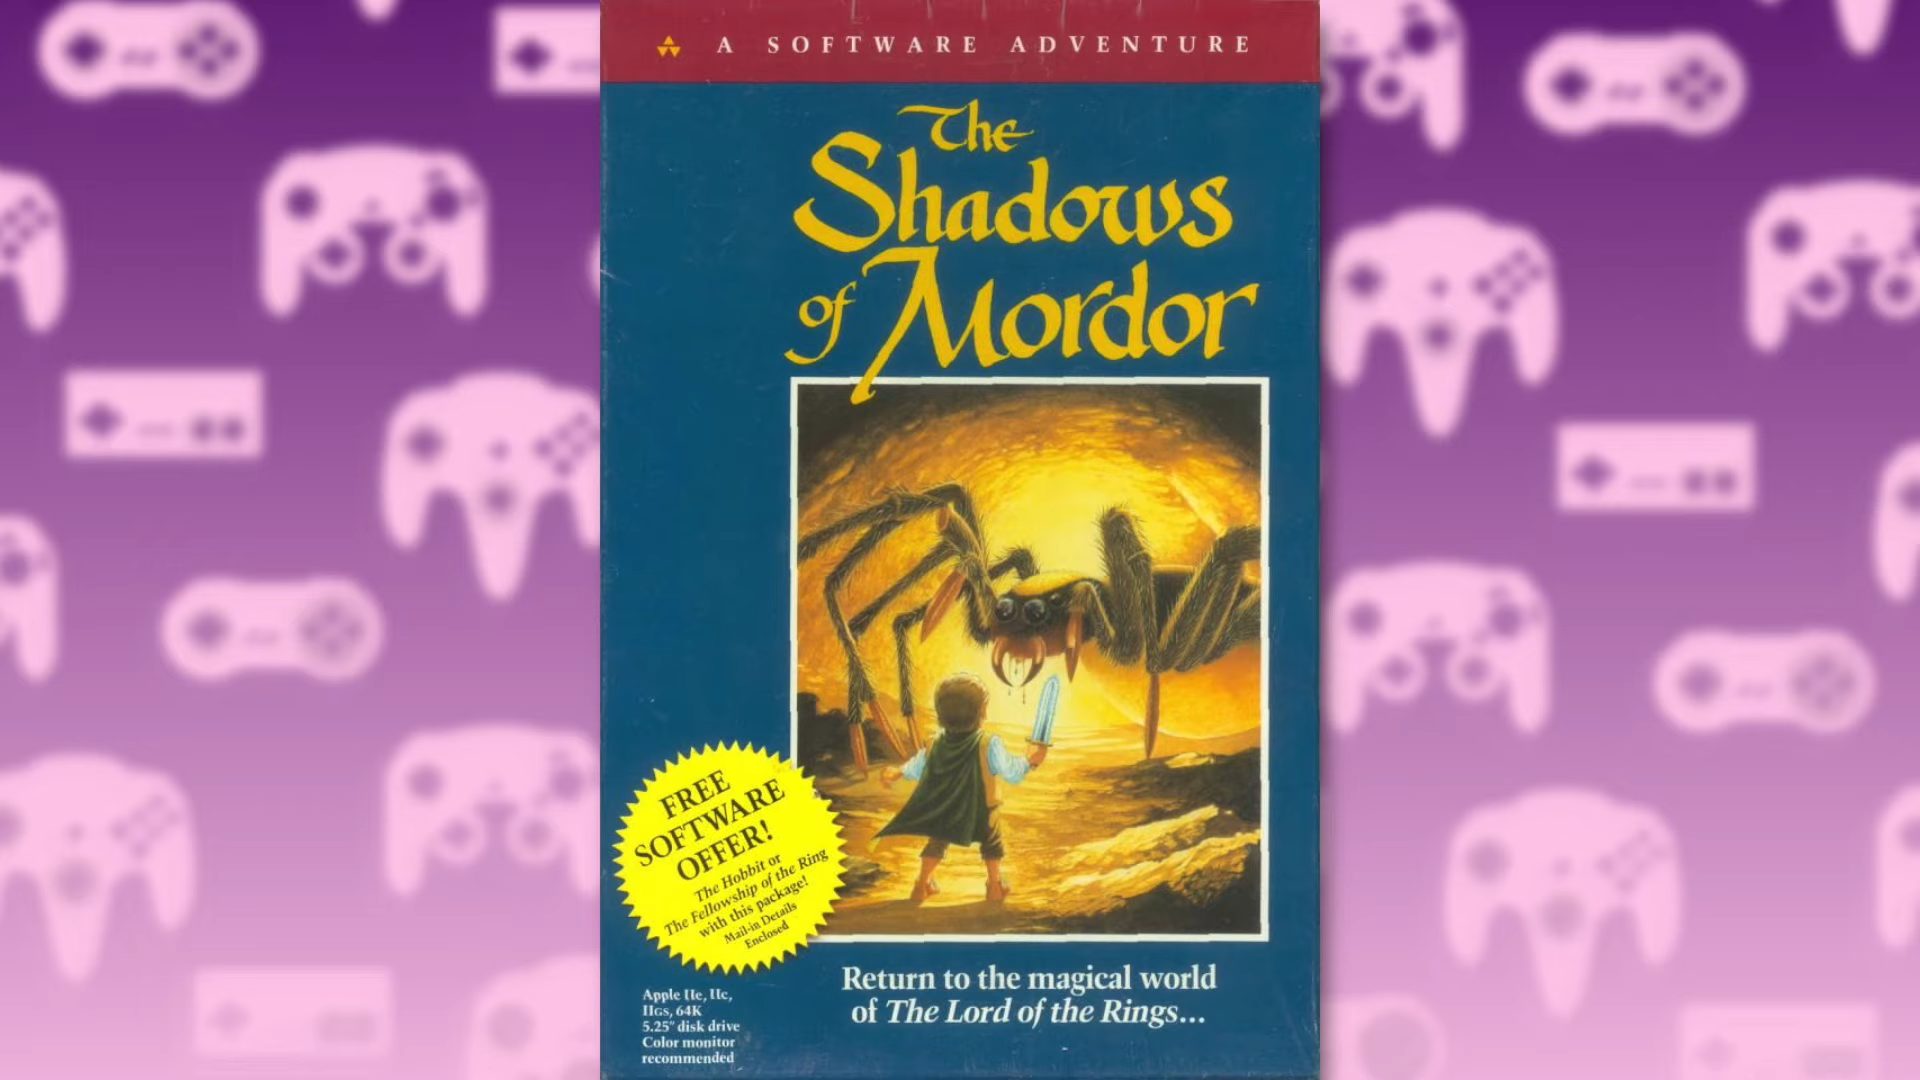 A SOFTWARE ADVENTURE
The
Shadows
of Mordor
FREE
SOFTWARE
OFFER!
The Hobbit or
The Fellowship of the Ring
with this package!
Mail-in Details
Enclosed
Return to the magical world
of The Lord of the Rings...
Apple IIe, IIc,
IIGS, 64K
5.25" disk drive
Color monitor
recommended